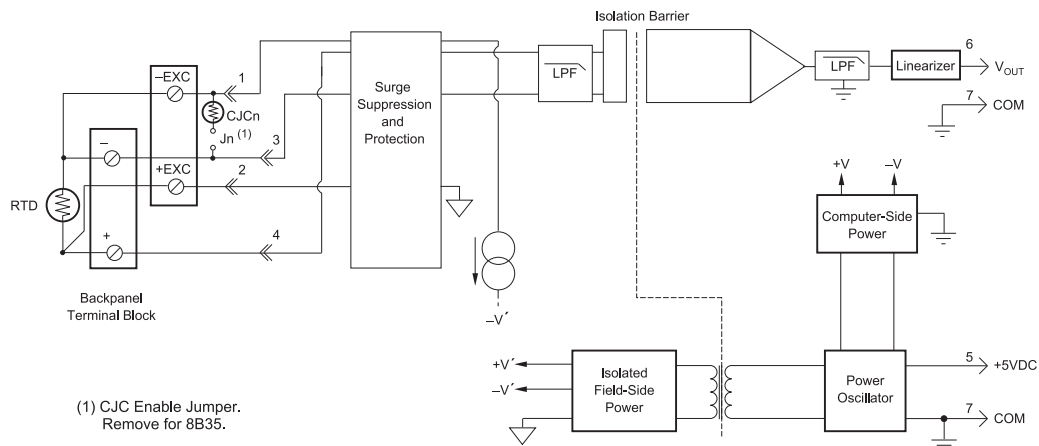 Isolation Barrier
–EXC
1
CJCn
Jn (1)
3
–
+EXC
2
RTD
+
4
Backpanel
Terminal Block
Surge
Suppression
and
Protection
–V′
LPF
LPF
Linearizer
6
VOUT
7
COM
+V
–V
Computer-Side
Power
+V′
–V′
Isolated
Field-Side
Power
Power
Oscillator
5
+5VDC
7
COM
(1) CJC Enable Jumper.
Remove for 8B35.